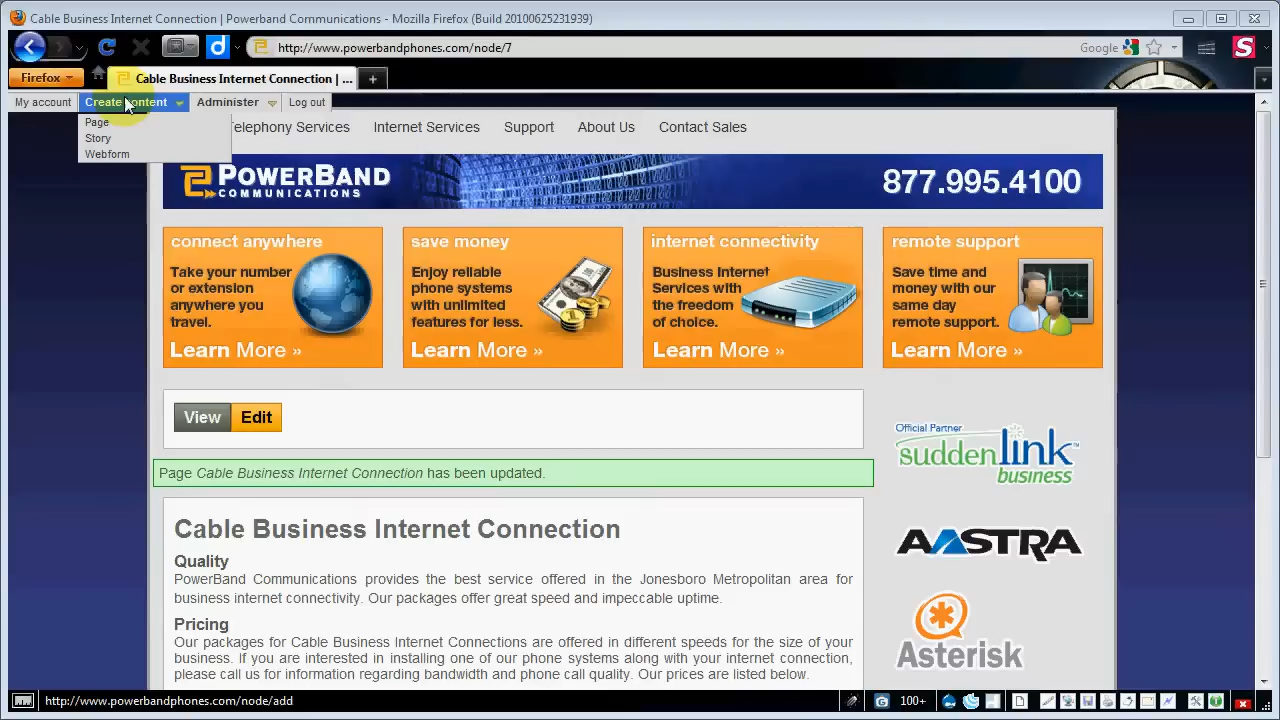 Cable Business Internet Connection | Powerband Communications - Mozilla Firefox (Build 20100625231939)
http://www.powerbandphones.com/node/7
Google
Firefox
Cable Business Internet Connection | ...
My account Create content Administer Log out
Page
Story
Webform
Telephony Services Internet Services Support About Us Contact Sales
POWERBAND
COMMUNICATIONS
877.995.4100
connect anywhere
Take your number
or extension
anywhere you
travel.
Learn More »
save money
Enjoy reliable
phone systems
with unlimited
features for less.
Learn More »
internet connectivity
Business Internet
Services with
the freedom
of choice.
Learn More »
remote support
Save time and
money with our
same day
remote support.
Learn More »
View Edit
Page Cable Business Internet Connection has been updated.
Official Partner
suddenlink
business
AASTRA
Asterisk
Cable Business Internet Connection
Quality
PowerBand Communications provides the best service offered in the Jonesboro Metropolitan area for
business internet connectivity. Our packages offer great speed and impeccable uptime.
Pricing
Our packages for Cable Business Internet Connections are offered in different speeds for the size of your
business. If you are interested in installing one of our phone systems along with your internet connection,
please call us for information regarding bandwidth and phone call quality. Our prices are listed below.
http://www.powerbandphones.com/node/add
100+